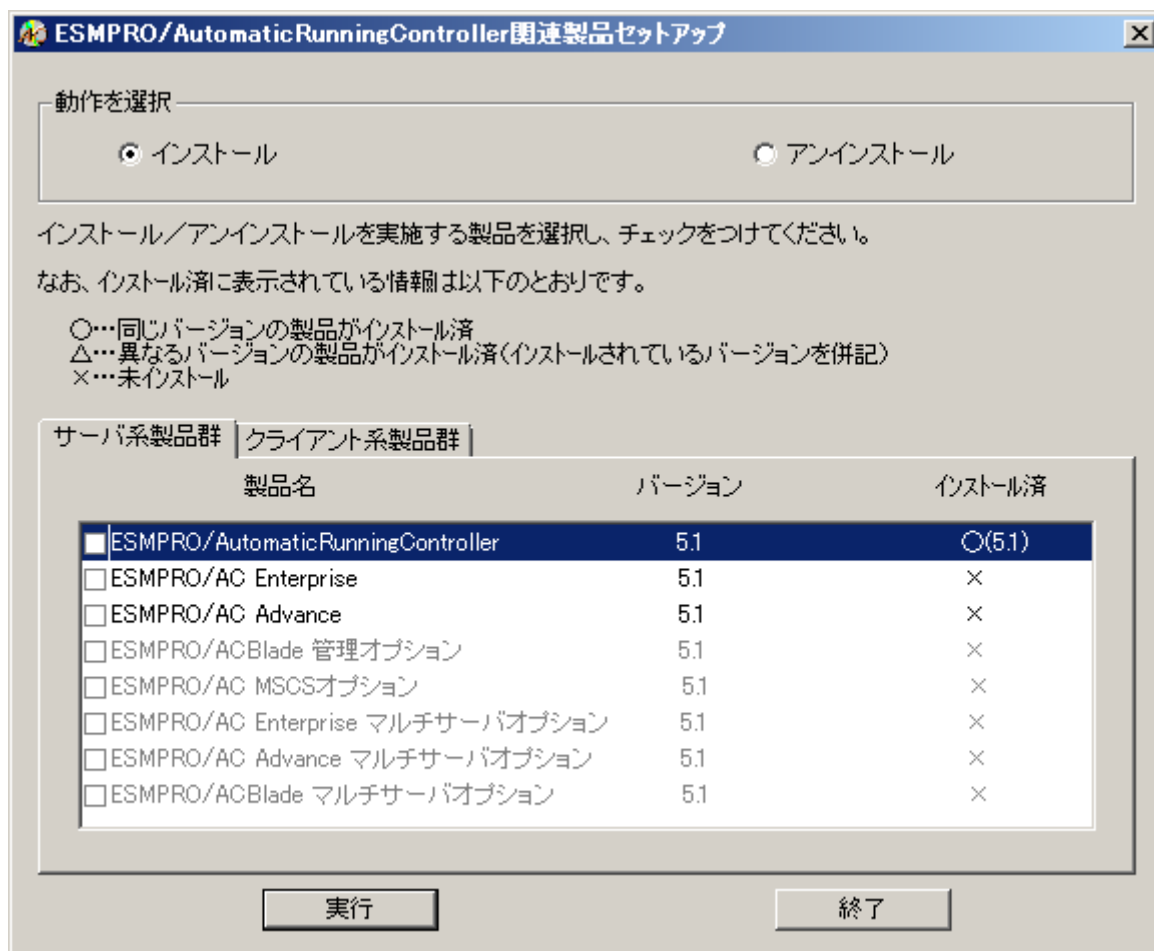 ESMPRO/AutomaticRunningController関連製品セットアップ
動作を選択
インストール アンインストール
インストール／アンインストールを実施する製品を選択し、チェックをつけてください。
なお、インストール済に表示されている情報は以下のとおりです。
○…同じバージョンの製品がインストール済
△…異なるバージョンの製品がインストール済(インストールされているバージョンを併記)
×…未インストール
サーバ系製品群 クライアント系製品群
製品名 バージョン インストール済
ESMPRO/AutomaticRunningController 5.1 ○(5.1)
ESMPRO/AC Enterprise 5.1 ×
ESMPRO/AC Advance 5.1 ×
ESMPRO/ACBlade 管理オプション 5.1 ×
ESMPRO/AC MSCSオプション 5.1 ×
ESMPRO/AC Enterprise マルチサーバオプション 5.1 ×
ESMPRO/AC Advance マルチサーバオプション 5.1 ×
ESMPRO/ACBlade マルチサーバオプション 5.1 ×
実行 終了